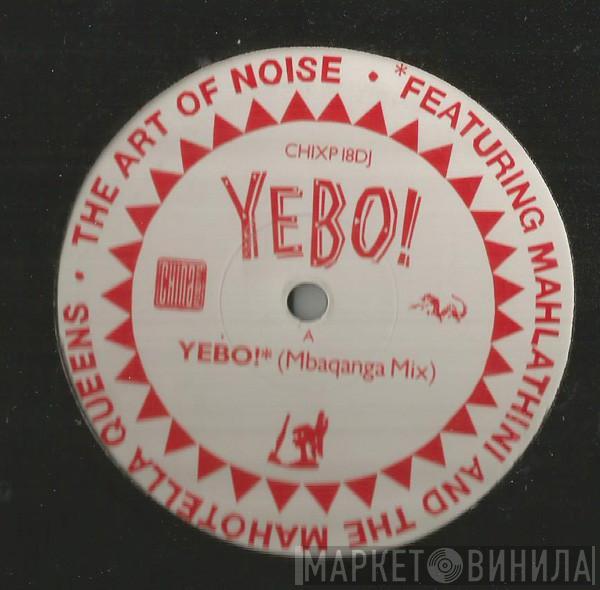 THE ART OF NOISE • *FEATURING MAHLATHINI AND THE MAHOTELLA QUEENS •
CHIXP 18DJ
YEBO!
CHINA
A
YEBO!* (Mbaqanga Mix)
МАРКЕТ ВИНИЛА